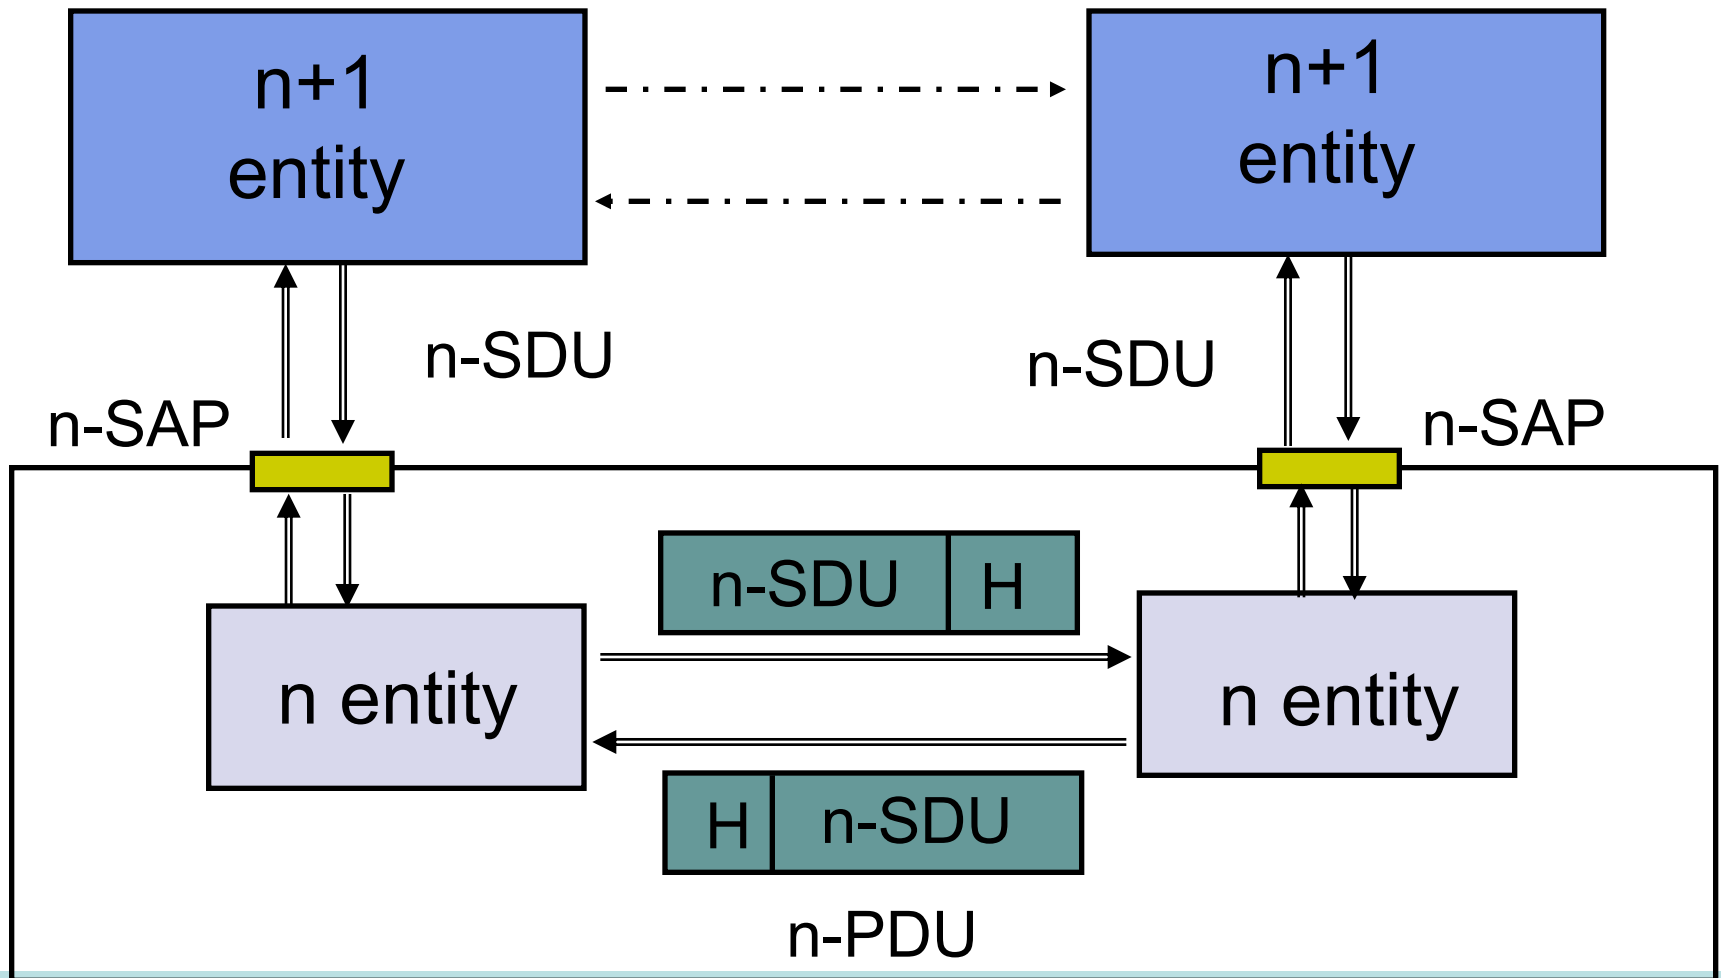 n+1
entity
n+1
entity
n-SDU
n-SDU
n-SAP
n-SAP
n-SDU H
n entity
n entity
H n-SDU
n-PDU